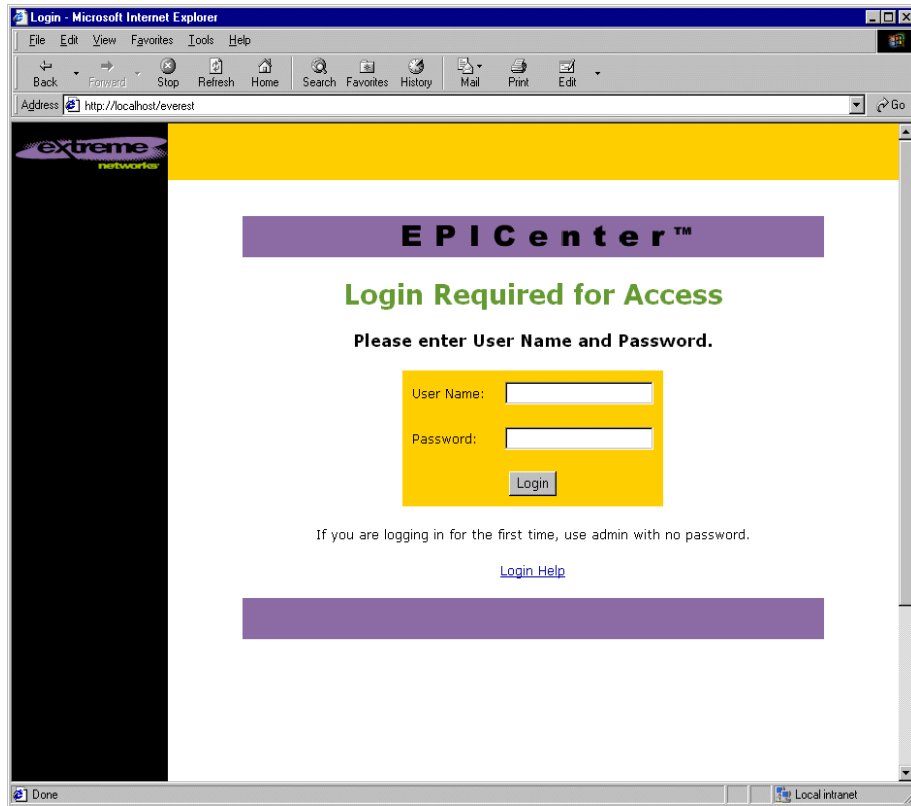 Login - Microsoft Internet Explorer
File Edit View Favorites Tools Help
Back Forward Stop Refresh Home Search Favorites History Mail Print Edit
Address http://localhost/everest Go
extreme
networks
EPICenter™
Login Required for Access
Please enter User Name and Password.
User Name:
Password:
Login
If you are logging in for the first time, use admin with no password.
Login Help
Done Local intranet